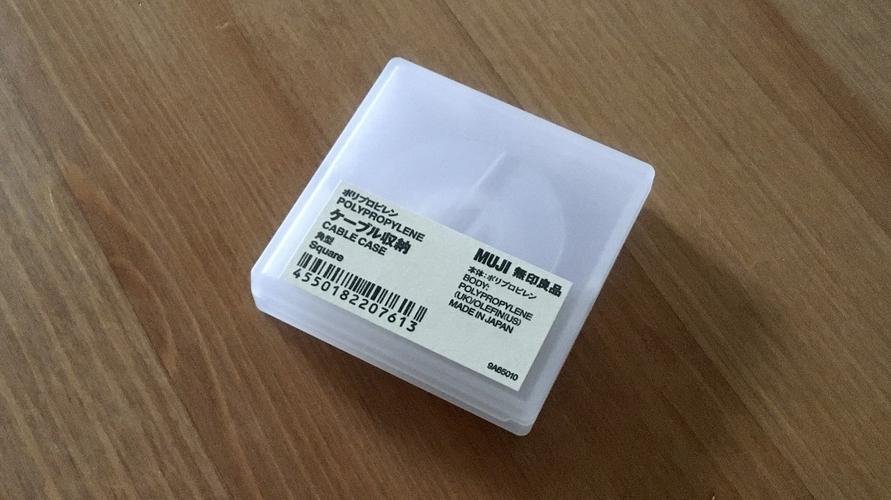 ポリプロピレン
POLYPROPYLENE
ケーブル収納
CABLE CASE
角型
Square
4550182207613
MUJI 無印良品
本体：ポリプロピレン
BODY:
POLYPROPYLENE
(UK)/OLEFIN(US)
MADE IN JAPAN
9A65010